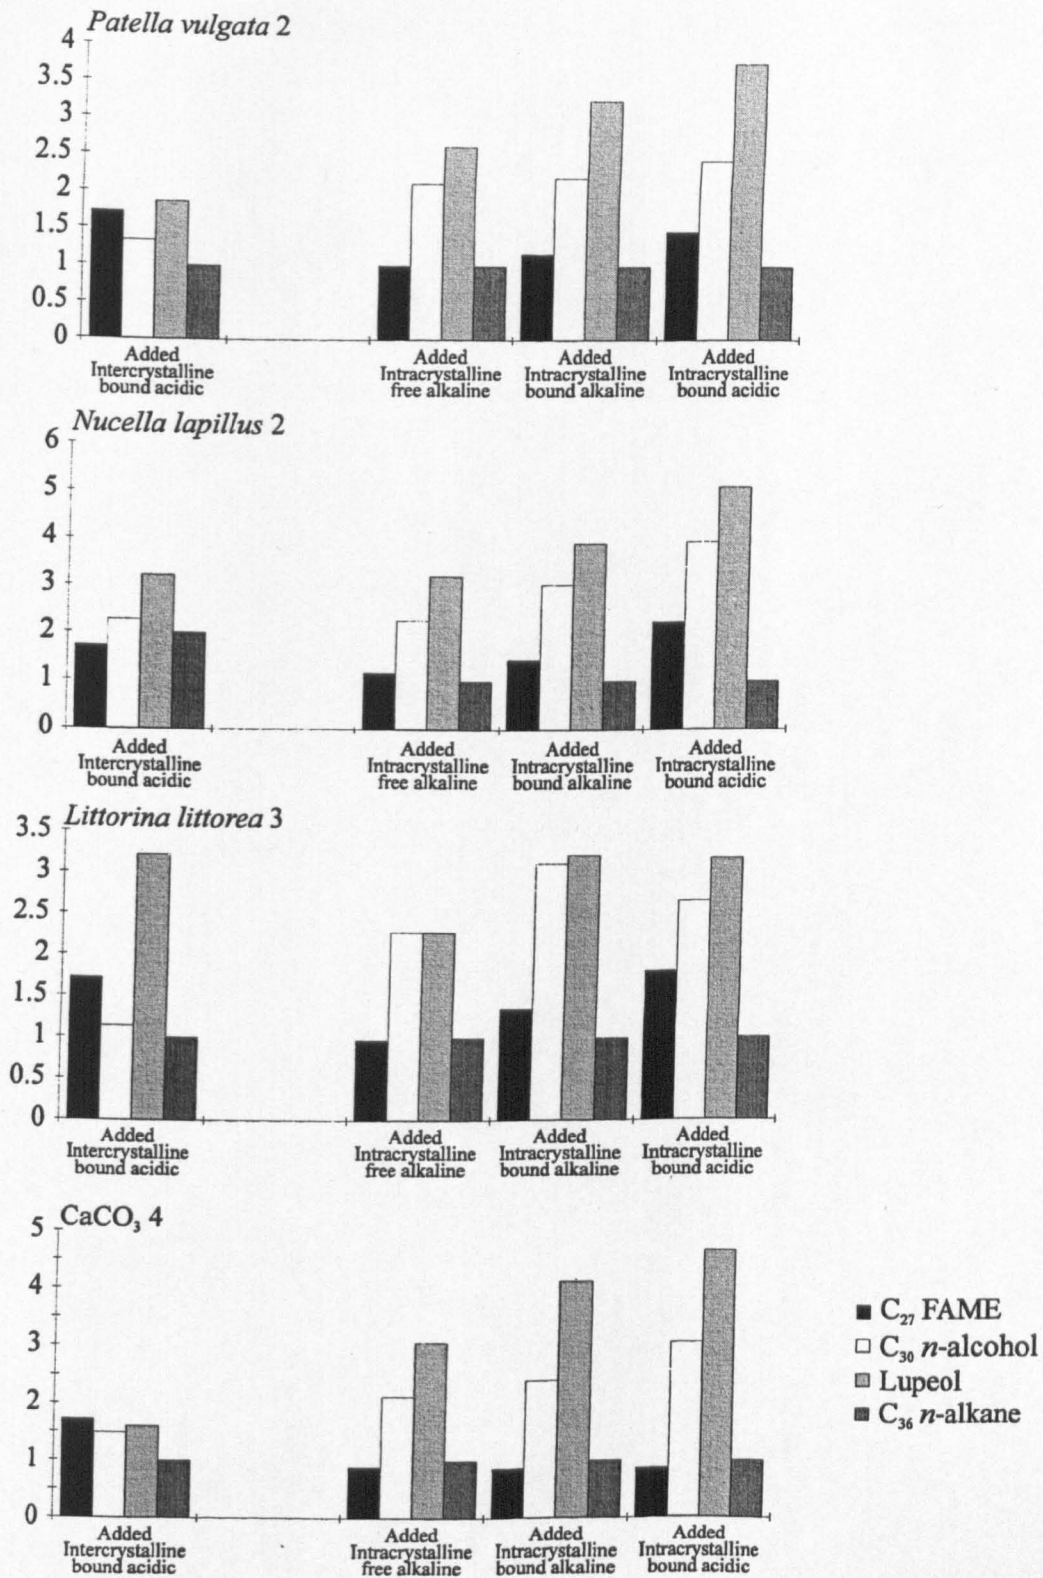 Patella vulgata 2
4
3.5
3
2.5
2
1.5
1
0.5
0
Added
Intercrystalline
bound acidic
Added
Intracrystalline
free alkaline
Added
Intracrystalline
bound alkaline
Added
Intracrystalline
bound acidic
Nucella lapillus 2
6
5
4
3
2
1
0
Added
Intercrystalline
bound acidic
Added
Intracrystalline
free alkaline
Added
Intracrystalline
bound alkaline
Added
Intracrystalline
bound acidic
Littorina littorea 3
3.5
3
2.5
2
1.5
1
0.5
0
Added
Intercrystalline
bound acidic
Added
Intracrystalline
free alkaline
Added
Intracrystalline
bound alkaline
Added
Intracrystalline
bound acidic
CaCO₃ 4
5
4
3
2
1
0
Added
Intercrystalline
bound acidic
Added
Intracrystalline
free alkaline
Added
Intracrystalline
bound alkaline
Added
Intracrystalline
bound acidic
C₂₇ FAME
C₃₀ n-alcohol
Lupeol
C₃₆ n-alkane